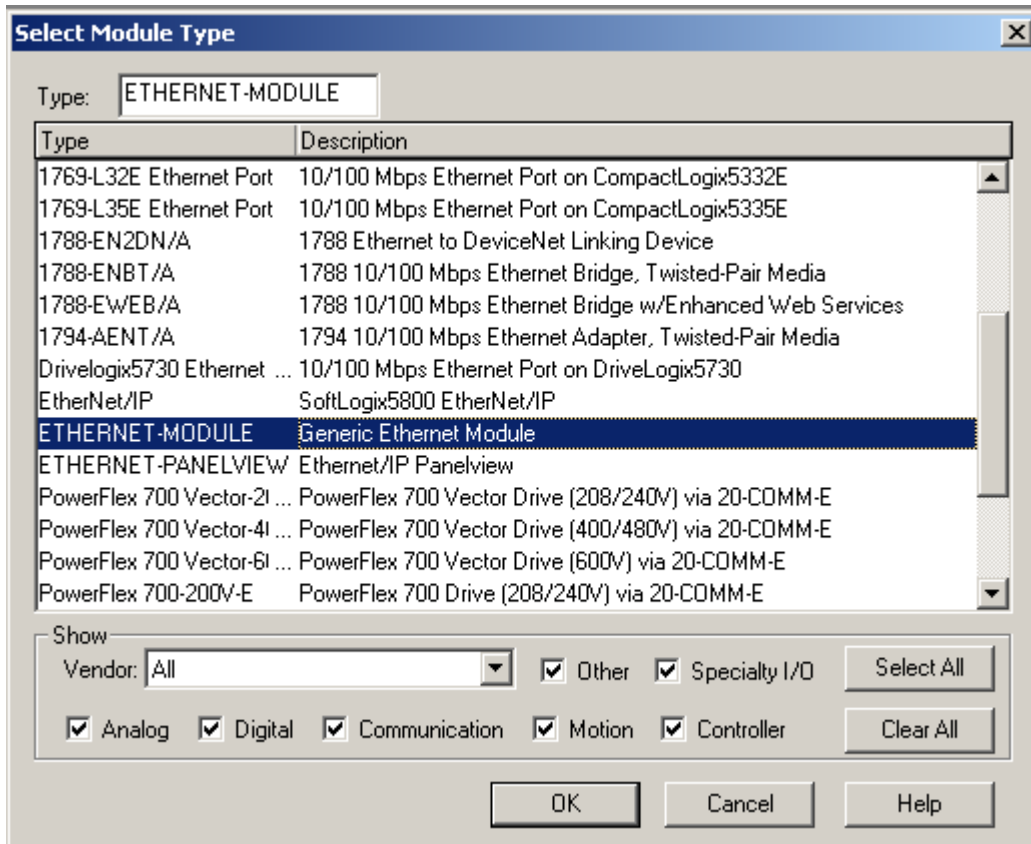 Select Module Type
Type: ETHERNET-MODULE
Type Description
1769-L32E Ethernet Port 10/100 Mbps Ethernet Port on CompactLogix5332E
1769-L35E Ethernet Port 10/100 Mbps Ethernet Port on CompactLogix5335E
1788-EN2DN/A 1788 Ethernet to DeviceNet Linking Device
1788-ENBT/A 1788 10/100 Mbps Ethernet Bridge, Twisted-Pair Media
1788-EWEB/A 1788 10/100 Mbps Ethernet Bridge w/Enhanced Web Services
1794-AENT/A 1794 10/100 Mbps Ethernet Adapter, Twisted-Pair Media
Drivelogix5730 Ethernet ... 10/100 Mbps Ethernet Port on DriveLogix5730
EtherNet/IP SoftLogix5800 EtherNet/IP
ETHERNET-MODULE Generic Ethernet Module
ETHERNET-PANELVIEW Ethernet/IP Panelview
PowerFlex 700 Vector-2( ... PowerFlex 700 Vector Drive (208/240V) via 20-COMM-E
PowerFlex 700 Vector-4( ... PowerFlex 700 Vector Drive (400/480V) via 20-COMM-E
PowerFlex 700 Vector-6( ... PowerFlex 700 Vector Drive (600V) via 20-COMM-E
PowerFlex 700-200V-E PowerFlex 700 Drive (208/240V) via 20-COMM-E
Show
Vendor: All Other Specialty I/O Select All
Analog Digital Communication Motion Controller Clear All
OK Cancel Help